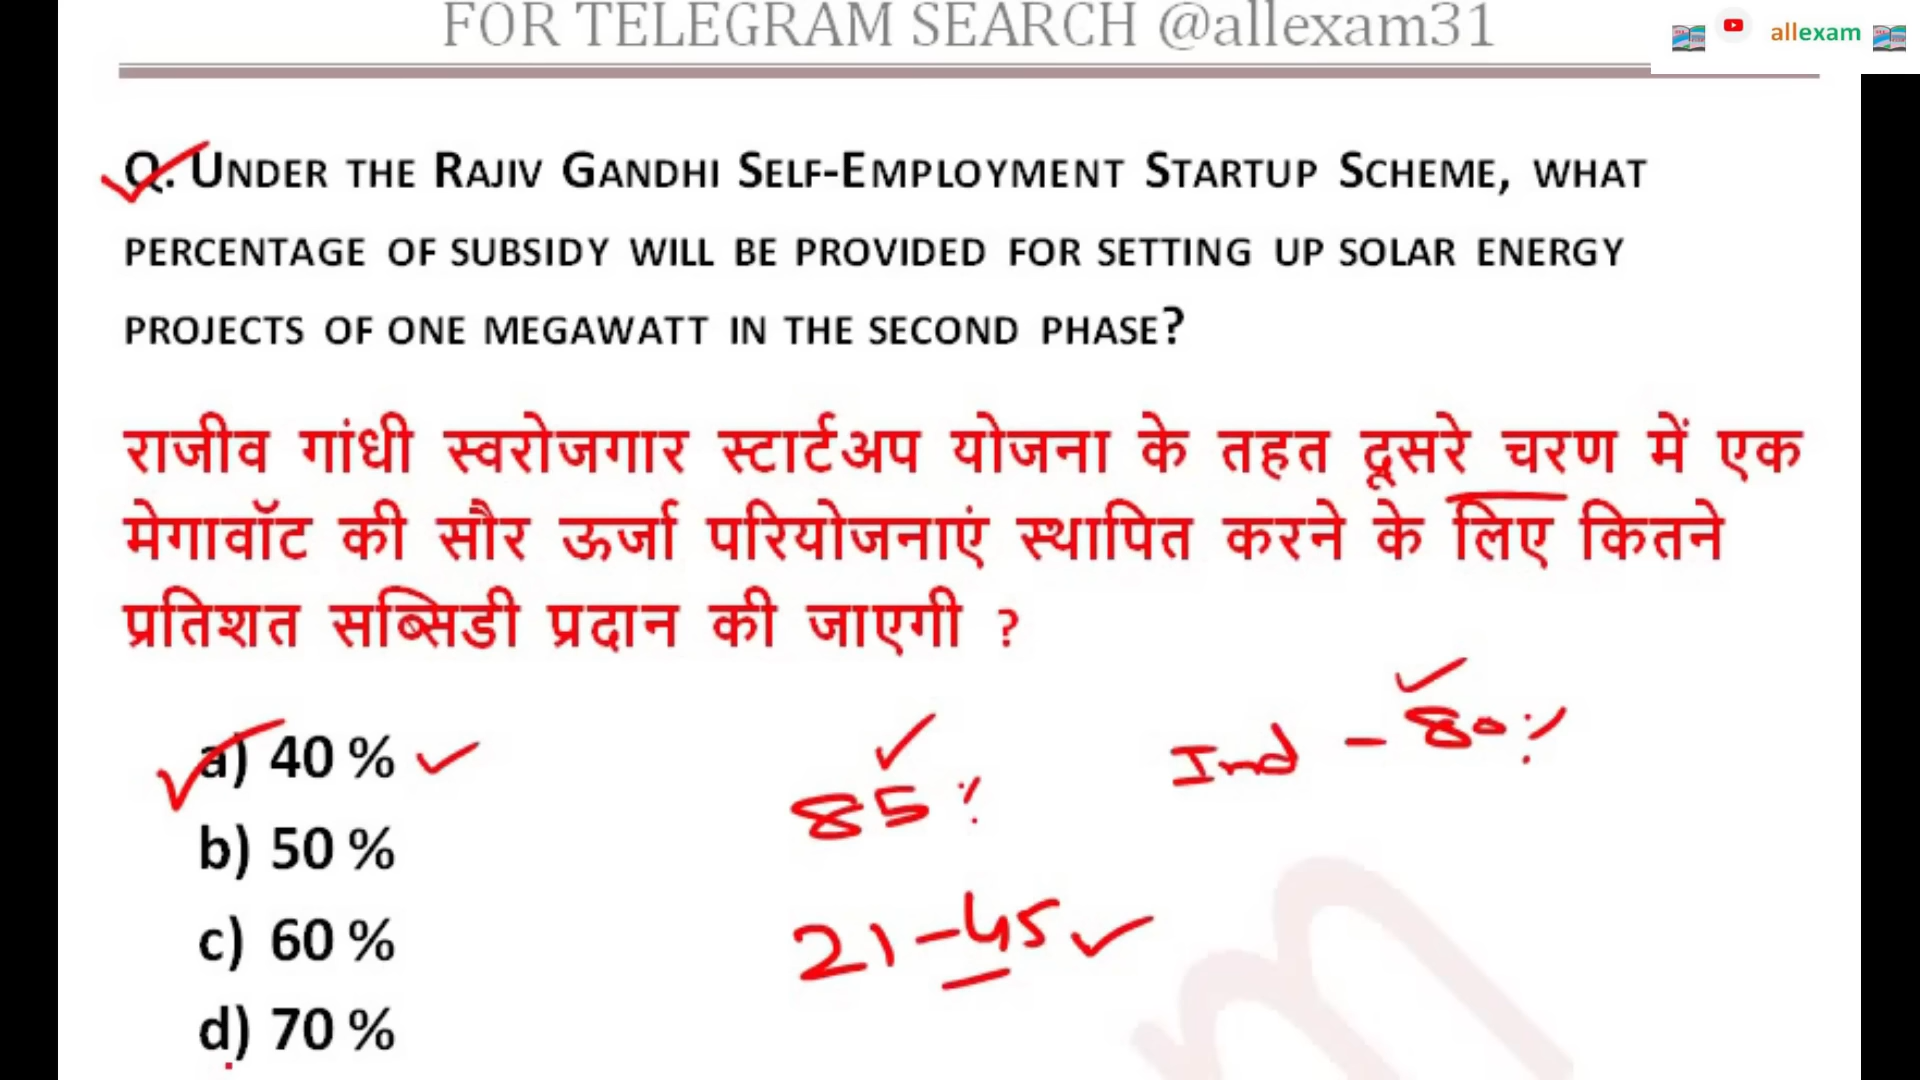 FOR TELEGRAM SEARCH @allexam31
allexam
Q. UNDER THE RAJIV GANDHI SELF-EMPLOYMENT STARTUP SCHEME, WHAT
PERCENTAGE OF SUBSIDY WILL BE PROVIDED FOR SETTING UP SOLAR ENERGY
PROJECTS OF ONE MEGAWATT IN THE SECOND PHASE?
राजीव गांधी स्वरोजगार स्टार्टअप योजना के तहत दूसरे चरण में एक
मेगावॉट की सौर ऊर्जा परियोजनाएं स्थापित करने के लिए कितने
प्रतिशत सब्सिडी प्रदान की जाएगी ?
Ind - 80%
a) 40 %
85%
b) 50 %
21-45
c) 60 %
d) 70 %